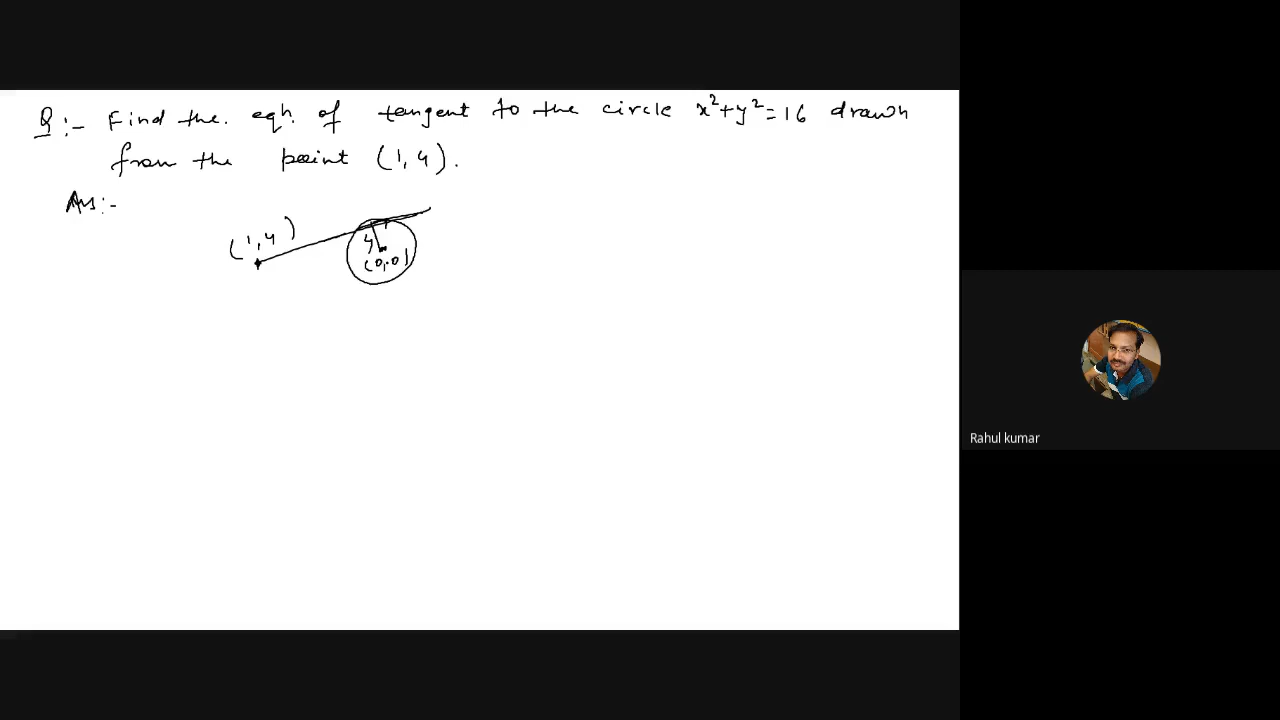 Q:- Find the. eqn. of tangent to the circle x²+y²=16 drawn
from the point (1,4).
Ans:-
(1,4)
4
(0,0)
Rahul kumar